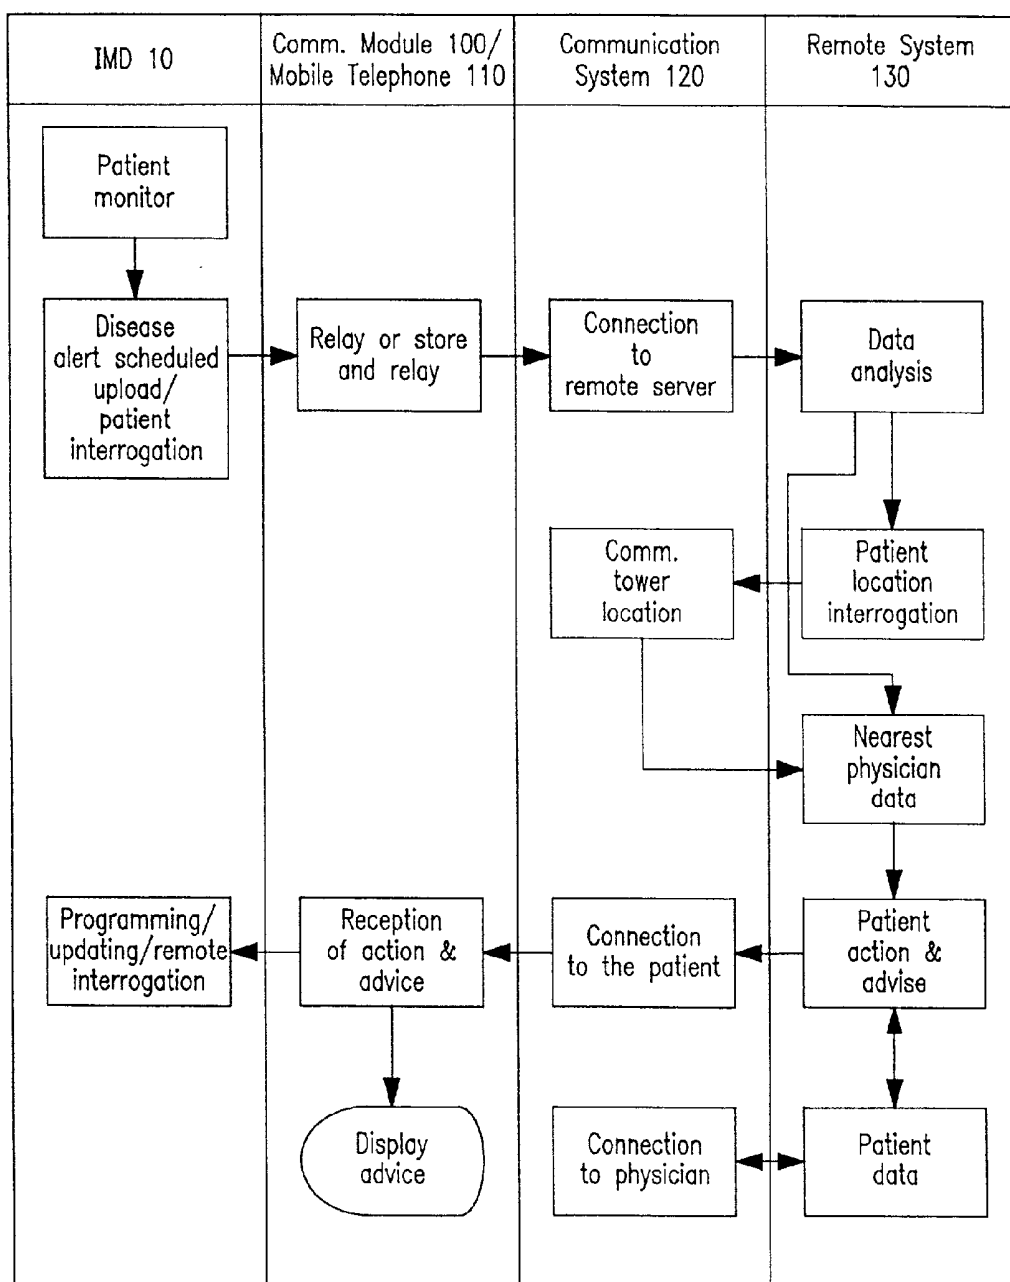 IMD 10
Comm. Module 100/
Mobile Telephone 110
Communication
System 120
Remote System
130
Patient
monitor
Disease
alert scheduled
upload/
patient
interrogation
Relay or store
and relay
Connection
to
remote server
Data
analysis
Comm.
tower
location
Patient
location
interrogation
Nearest
physician
data
Programming/
updating/remote
interrogation
Reception
of action &
advice
Connection
to the patient
Patient
action &
advise
Display
advice
Connection
to physician
Patient
data